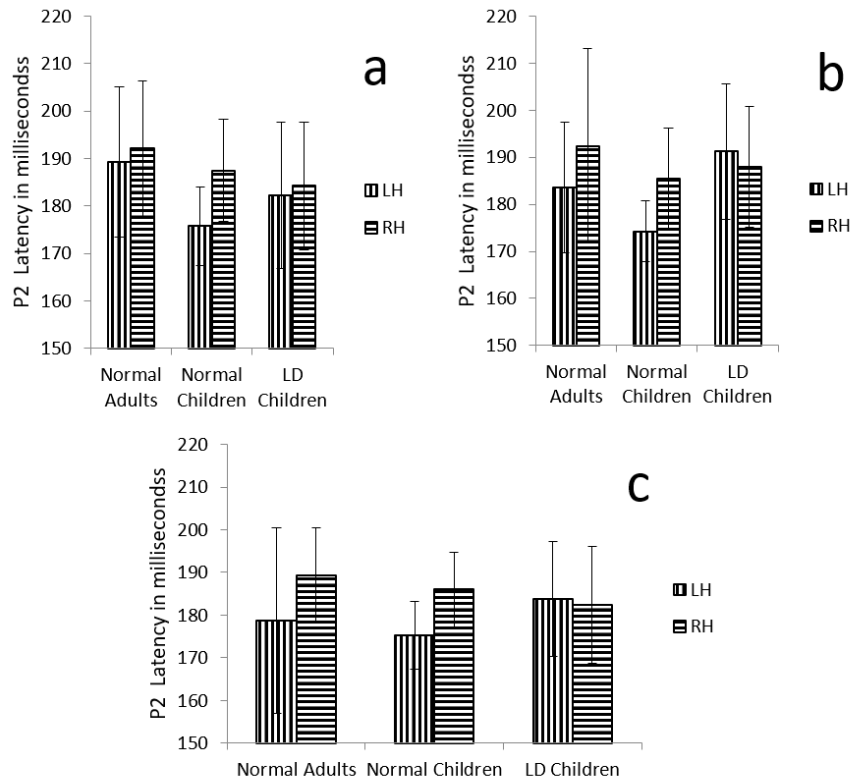 P2 Latency in millisecondss
220
210
200
190
180
170
160
150
Normal Adults
Normal Children
LD Children
a
LH
RH
P2 Latency in millisecondss
220
210
200
190
180
170
160
150
Normal Adults
Normal Children
LD Children
b
LH
RH
P2 Latency in millisecondss
220
210
200
190
180
170
160
150
Normal Adults
Normal Children
LD Children
c
LH
RH